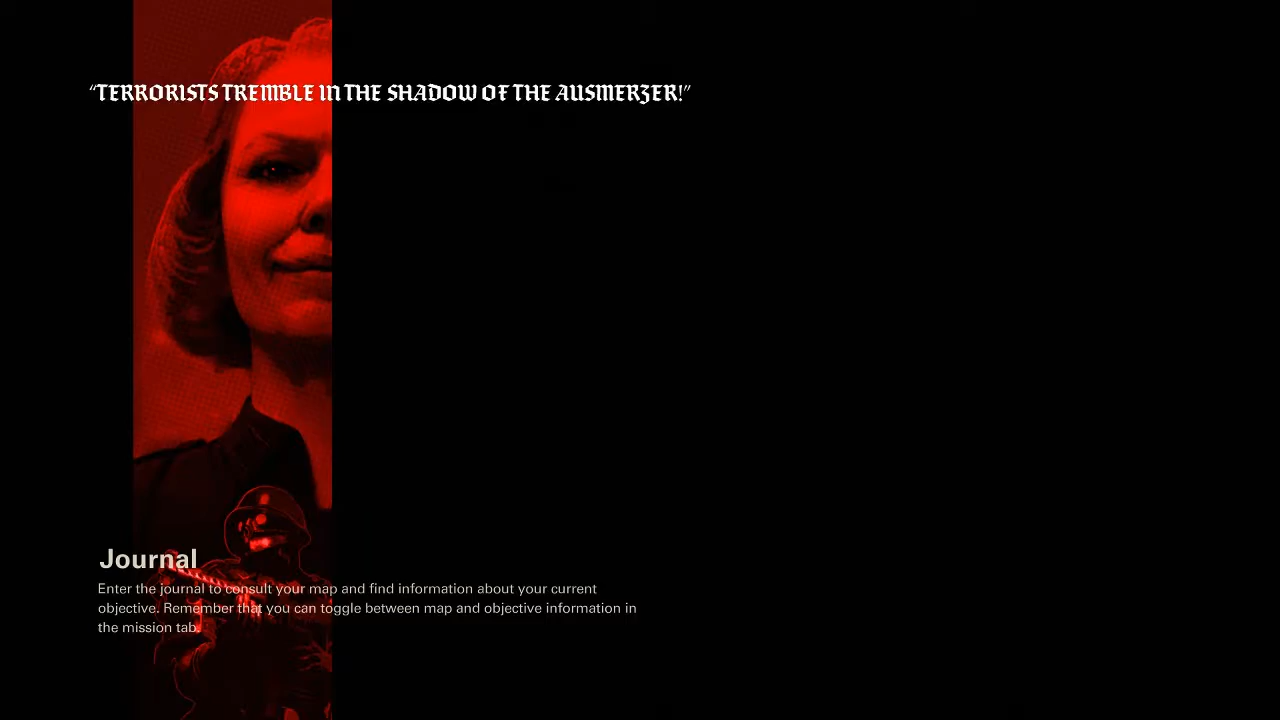 “TERRORISTS TREMBLE IN THE SHADOW OF THE AUSMERZER!”
Journal
Enter the journal to consult your map and find information about your current
objective. Remember that you can toggle between map and objective information in
the mission tab.